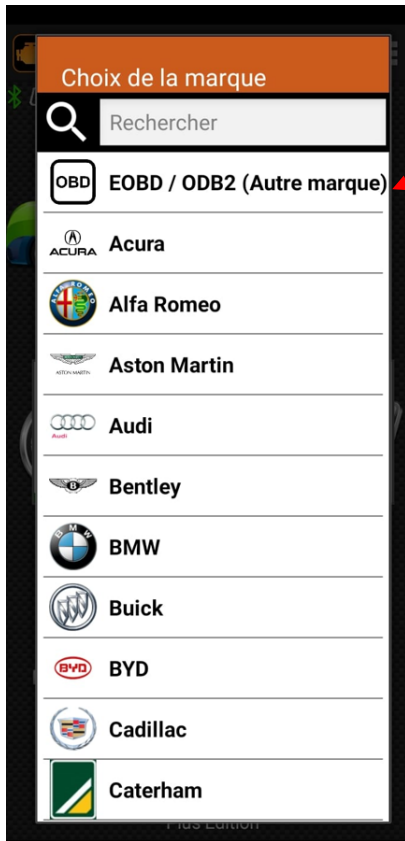 Choix de la marque
Rechercher
OBD EOBD / ODB2 (Autre marque)
ACURA Acura
Alfa Romeo
ASTON MARTIN Aston Martin
Audi Audi
B Bentley
BMW BMW
Buick
BYD BYD
Cadillac
Caterham
Plus Edition